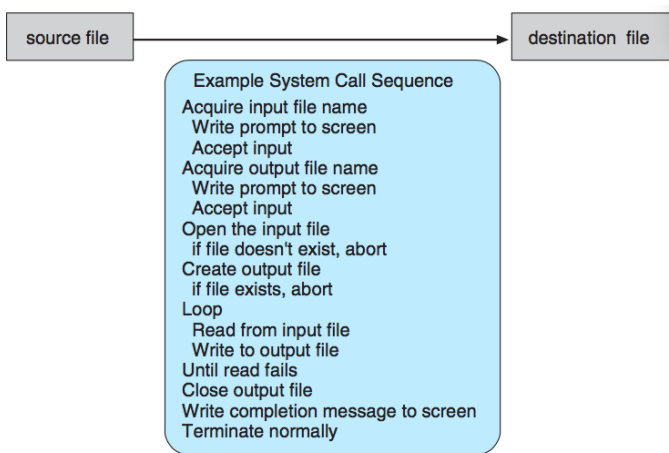 source file
destination file
Example System Call Sequence
Acquire input file name
Write prompt to screen
Accept input
Acquire output file name
Write prompt to screen
Accept input
Open the input file
if file doesn't exist, abort
Create output file
if file exists, abort
Loop
Read from input file
Write to output file
Until read fails
Close output file
Write completion message to screen
Terminate normally